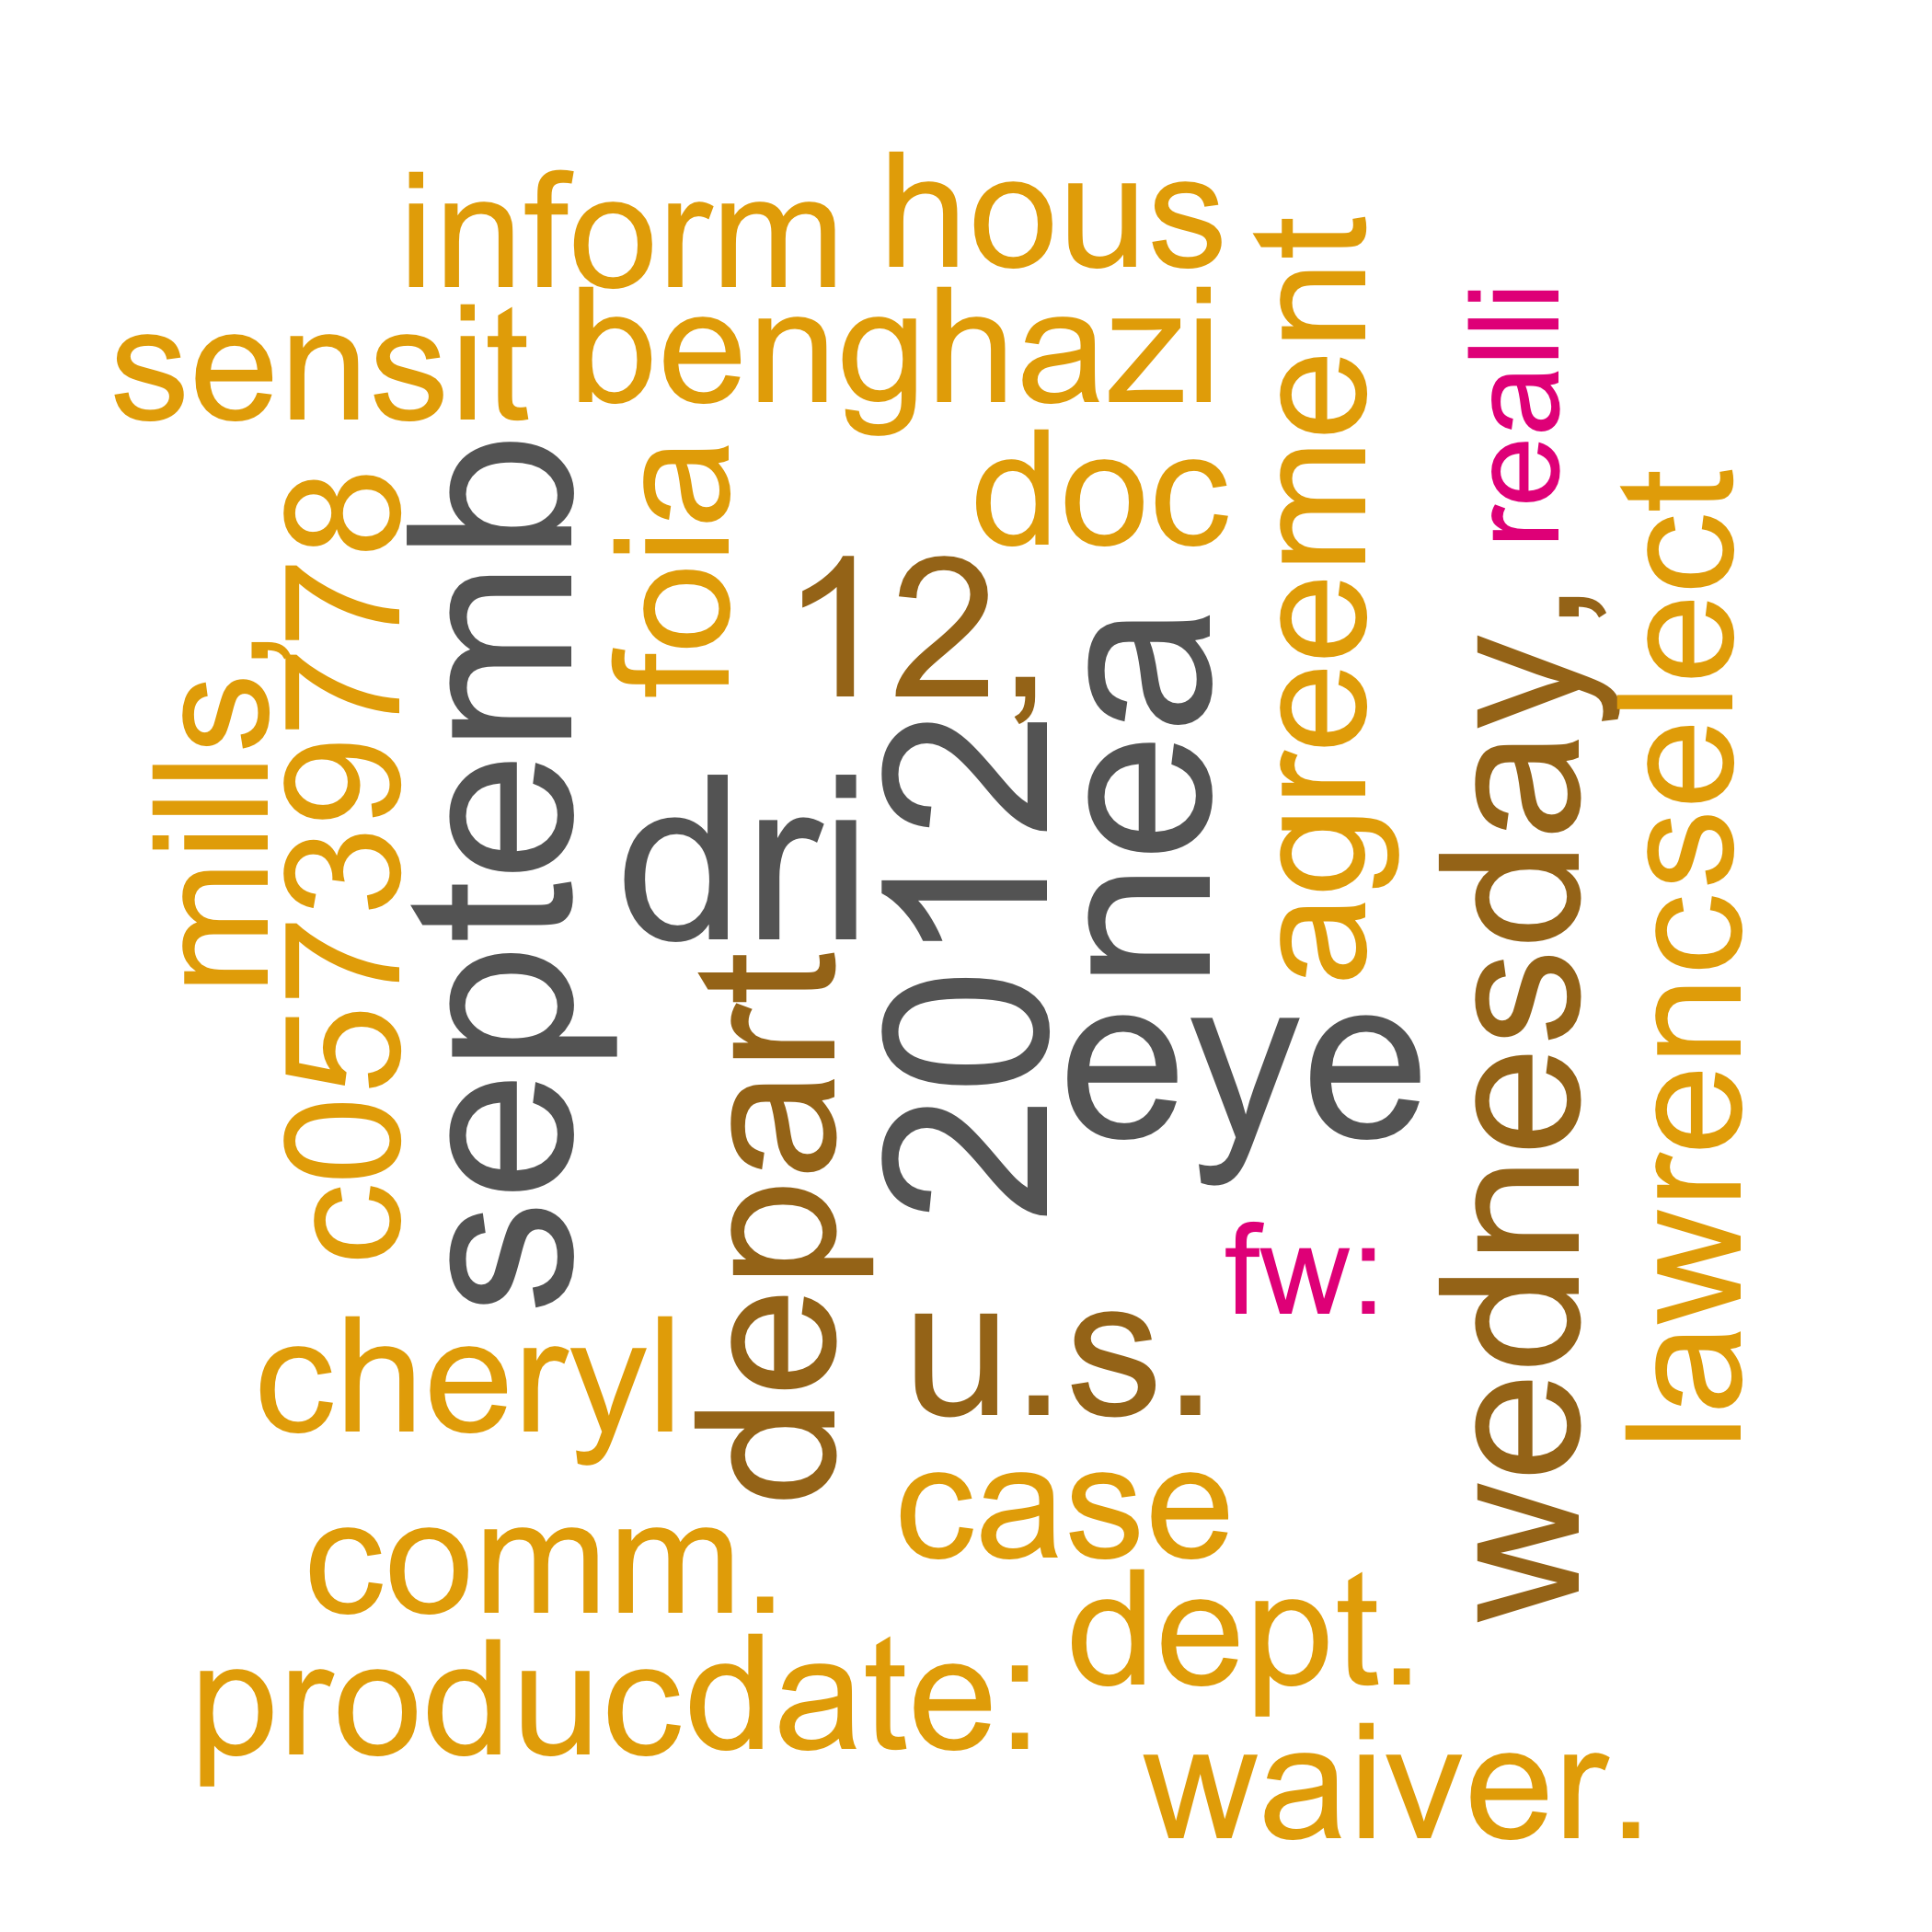 inform
hous
sensit
benghazi
agreement
realli
foia
doc
c05739778
septemb
12,
mills,
dri
2012
nea
wednesday,
lawrencselect
depart
eye
fw:
cheryl
u.s.
case
comm.
dept.
producdate:
waiver.